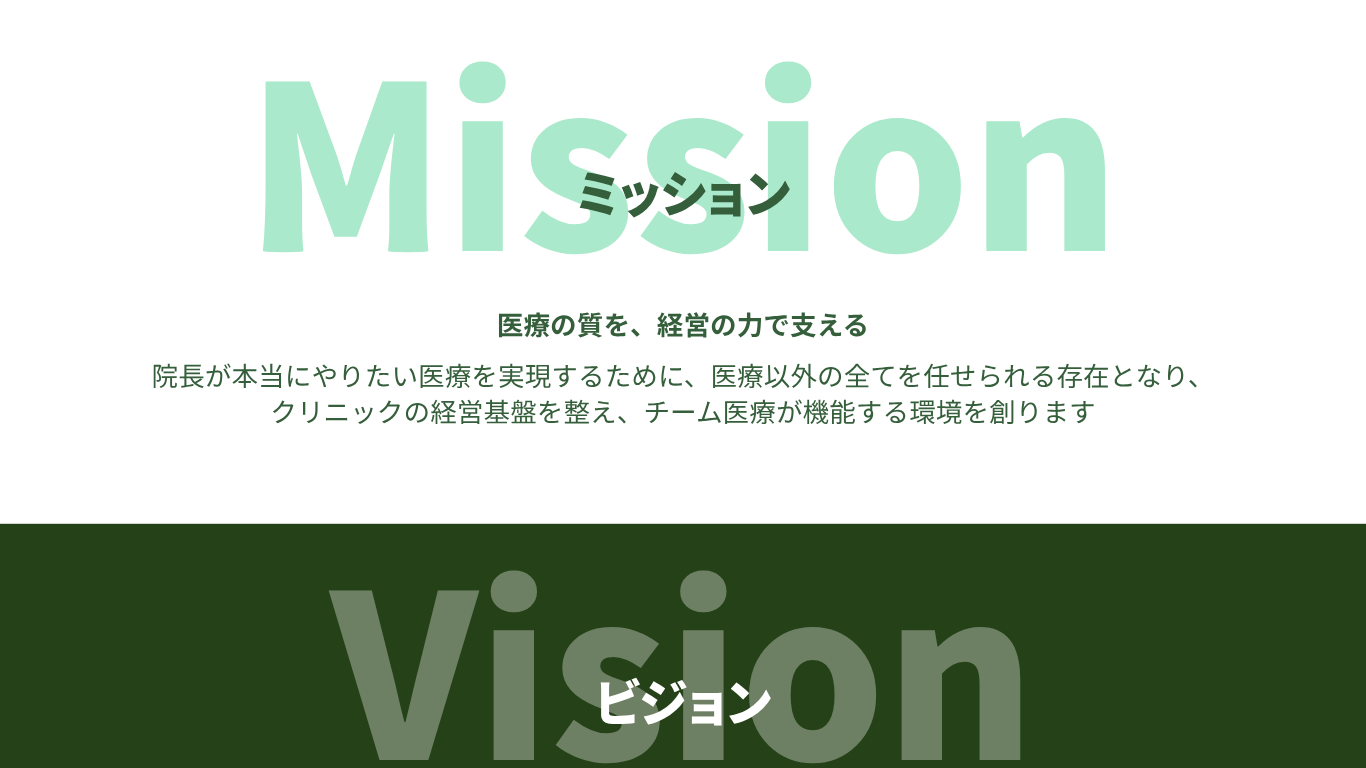 Mission
ミッション
医療の質を、経営の力で支える
院長が本当にやりたい医療を実現するために、医療以外の全てを任せられる存在となり、
クリニックの経営基盤を整え、チーム医療が機能する環境を創ります
Vision
ビジョン